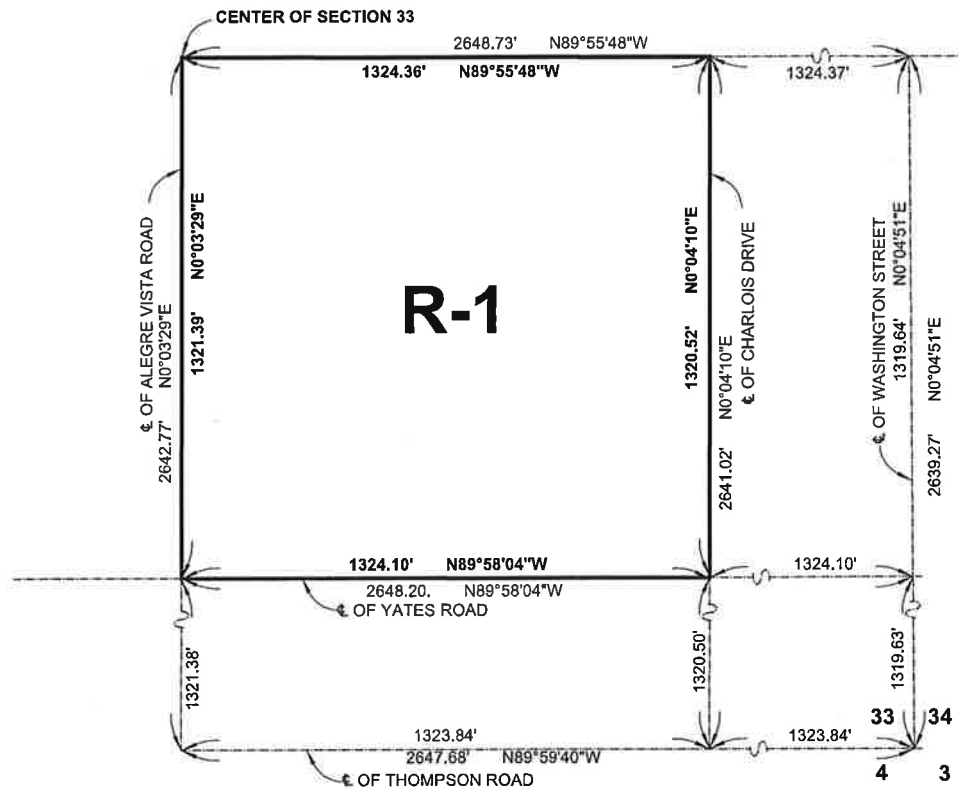 CENTER OF SECTION 33
2648.73' N89°55'48"W
1324.36' N89°55'48"W
1324.37'
℄ OF ALEGRE VISTA ROAD
2642.77' N0°03'29"E
1321.39' N0°03'29"E
R-1
1320.52' N0°04'10"E
2641.02' N0°04'10"E
℄ OF CHARLOIS DRIVE
℄ OF WASHINGTON STREET
1319.64' N0°04'51"E
2639.27' N0°04'51"E
1324.10' N89°58'04"W
2648.20. N89°58'04"W
℄ OF YATES ROAD
1324.10'
1321.38'
1320.50'
1319.63'
33 34
1323.84'
1323.84'
2647.68' N89°59'40"W
℄ OF THOMPSON ROAD
4 3